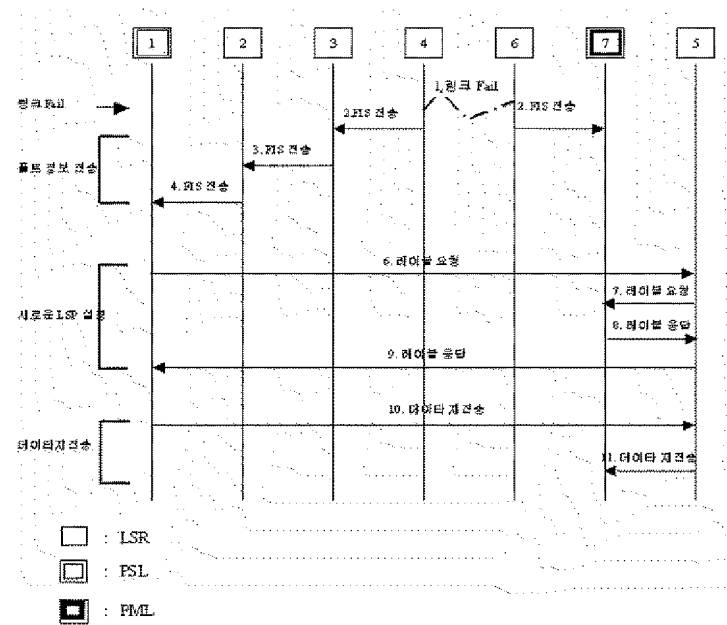 1 2 3 4 6 7 5
1.링크 Fail
링크 Fail
2.FIS 전송 2.FIS 전송
3.FIS 전송
폴트 정보 전송
4.FIS 전송
6.레이블 요청
7.레이블 요청
새로운 LSP 설정
8.레이블 응답
9.레이블 응답
10.데이타 재전송
데이타재전송
11.데이타 재전송
: LSR
: PSL
: PML